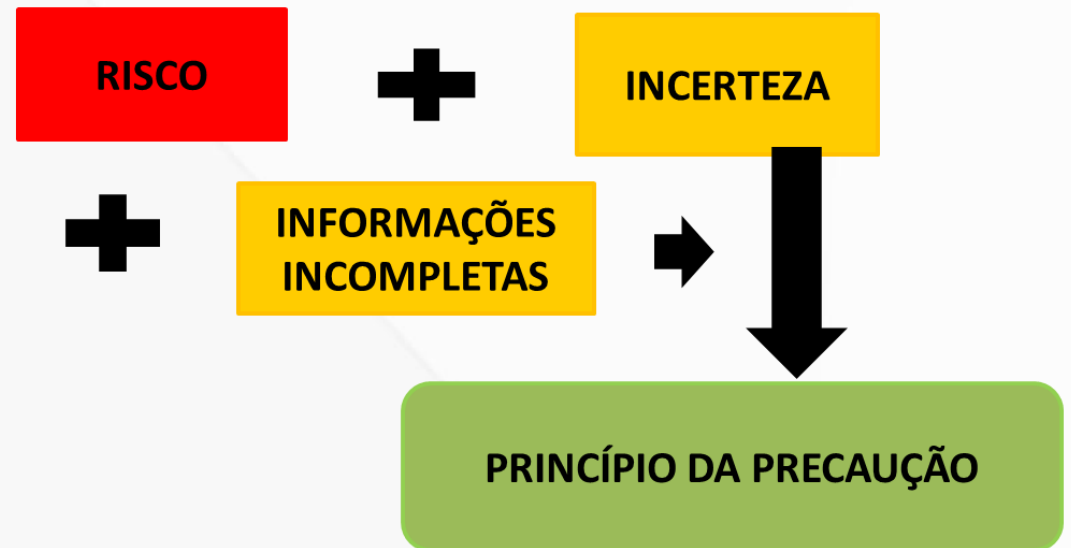 RISCO
INCERTEZA
INFORMAÇÕES
INCOMPLETAS
PRINCÍPIO DA PRECAUÇÃO